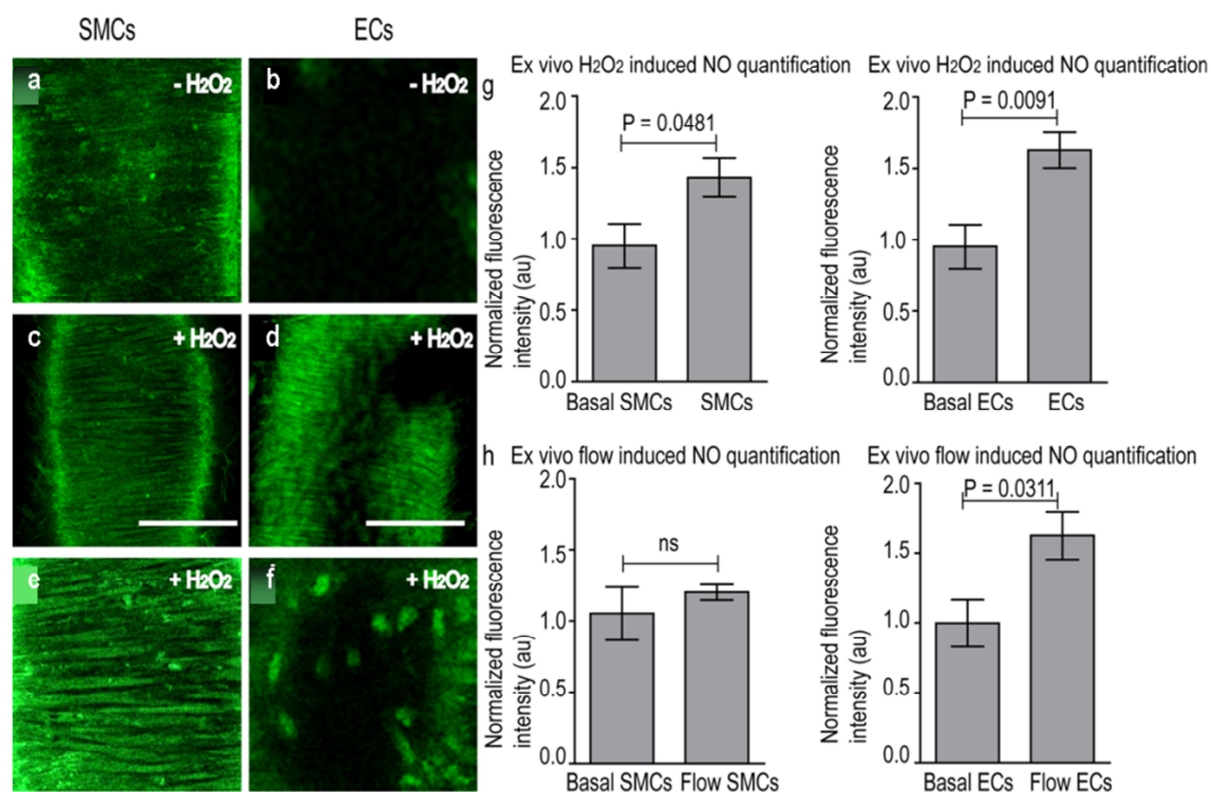 SMCs
ECs
a
- H2O2
b
- H2O2
c
+ H2O2
d
+ H2O2
e
+ H2O2
f
+ H2O2
g
Ex vivo H2O2 induced NO quantification
Normalized fluorescence
intensity (au)
2.0
1.5
1.0
0.5
0.0
P = 0.0481
Basal SMCs
SMCs
Ex vivo H2O2 induced NO quantification
Normalized fluorescence
intensity (au)
2.0
1.5
1.0
0.5
0.0
P = 0.0091
Basal ECs
ECs
h
Ex vivo flow induced NO quantification
Normalized fluorescence
intensity (au)
2.0
1.5
1.0
0.5
0.0
ns
Basal SMCs
Flow SMCs
Ex vivo flow induced NO quantification
Normalized fluorescence
intensity (au)
2.0
1.5
1.0
0.5
0.0
P = 0.0311
Basal ECs
Flow ECs